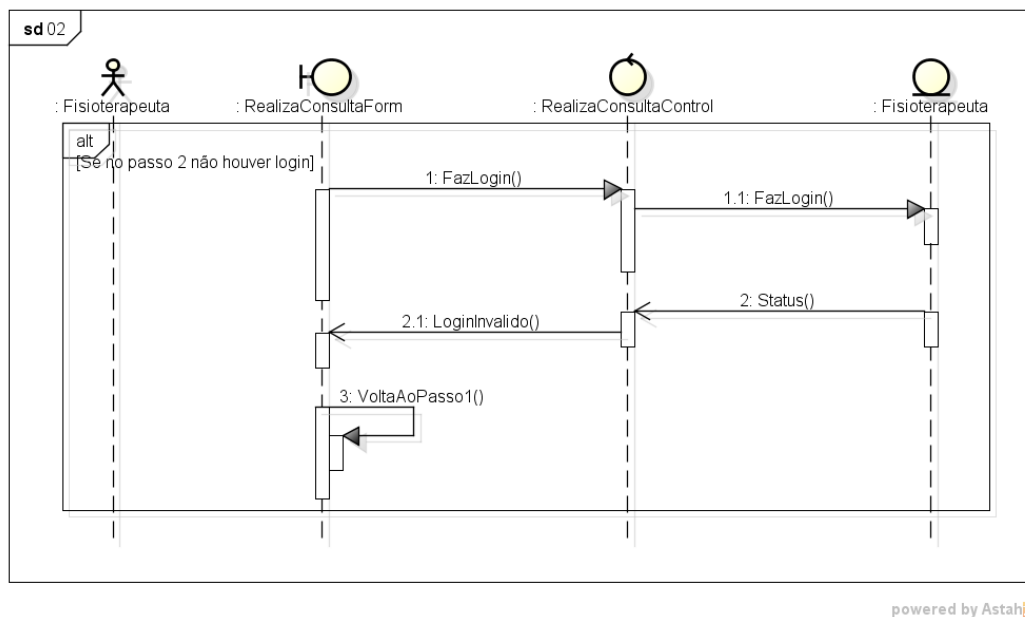 sd 02
: Fisioterapeuta
: RealizaConsultaForm
: RealizaConsultaControl
: Fisioterapeuta
alt
[Se no passo 2 não houver login]
1: FazLogin()
1.1: FazLogin()
2: Status()
2.1: LoginInvalido()
3: VoltaAoPasso1()
powered by Astah